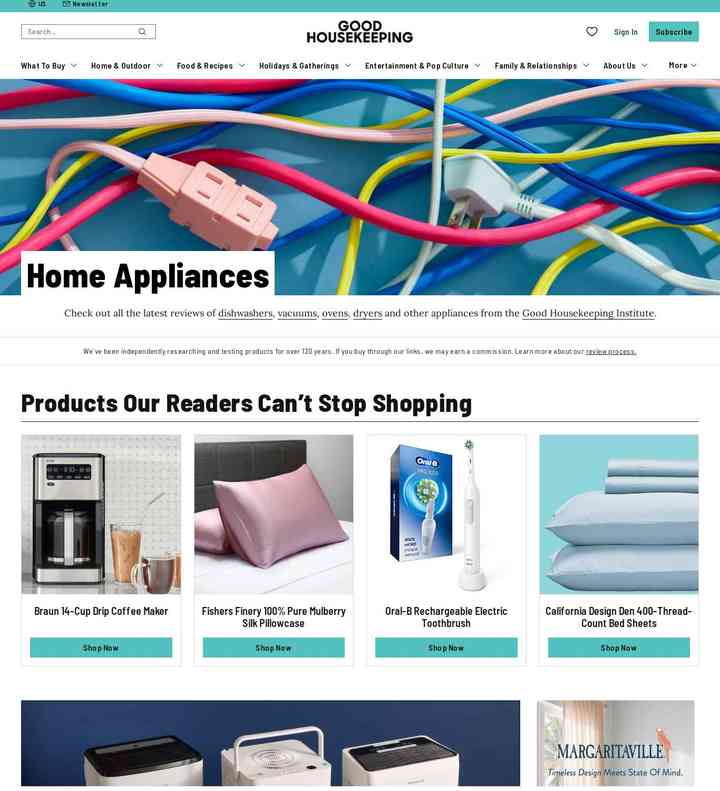 US
Newsletter
Search...
GOOD
HOUSEKEEPING
Sign In
Subscribe
What To Buy
Home & Outdoor
Food & Recipes
Holidays & Gatherings
Entertainment & Pop Culture
Family & Relationships
About Us
More
Home Appliances
Check out all the latest reviews of dishwashers, vacuums, ovens, dryers and other appliances from the Good Housekeeping Institute.
We've been independently researching and testing products for over 120 years. If you buy through our links, we may earn a commission. Learn more about our review process.
Products Our Readers Can't Stop Shopping
Oral-B
Braun 14-Cup Drip Coffee Maker
Fishers Finery 100% Pure Mulberry
Silk Pillowcase
Oral-B Rechargeable Electric
Toothbrush
California Design Den 400-Thread-
Count Bed Sheets
Shop Now
Shop Now
Shop Now
Shop Now
MARGARITAVILLE
Timeless Design Meets State Of Mind.